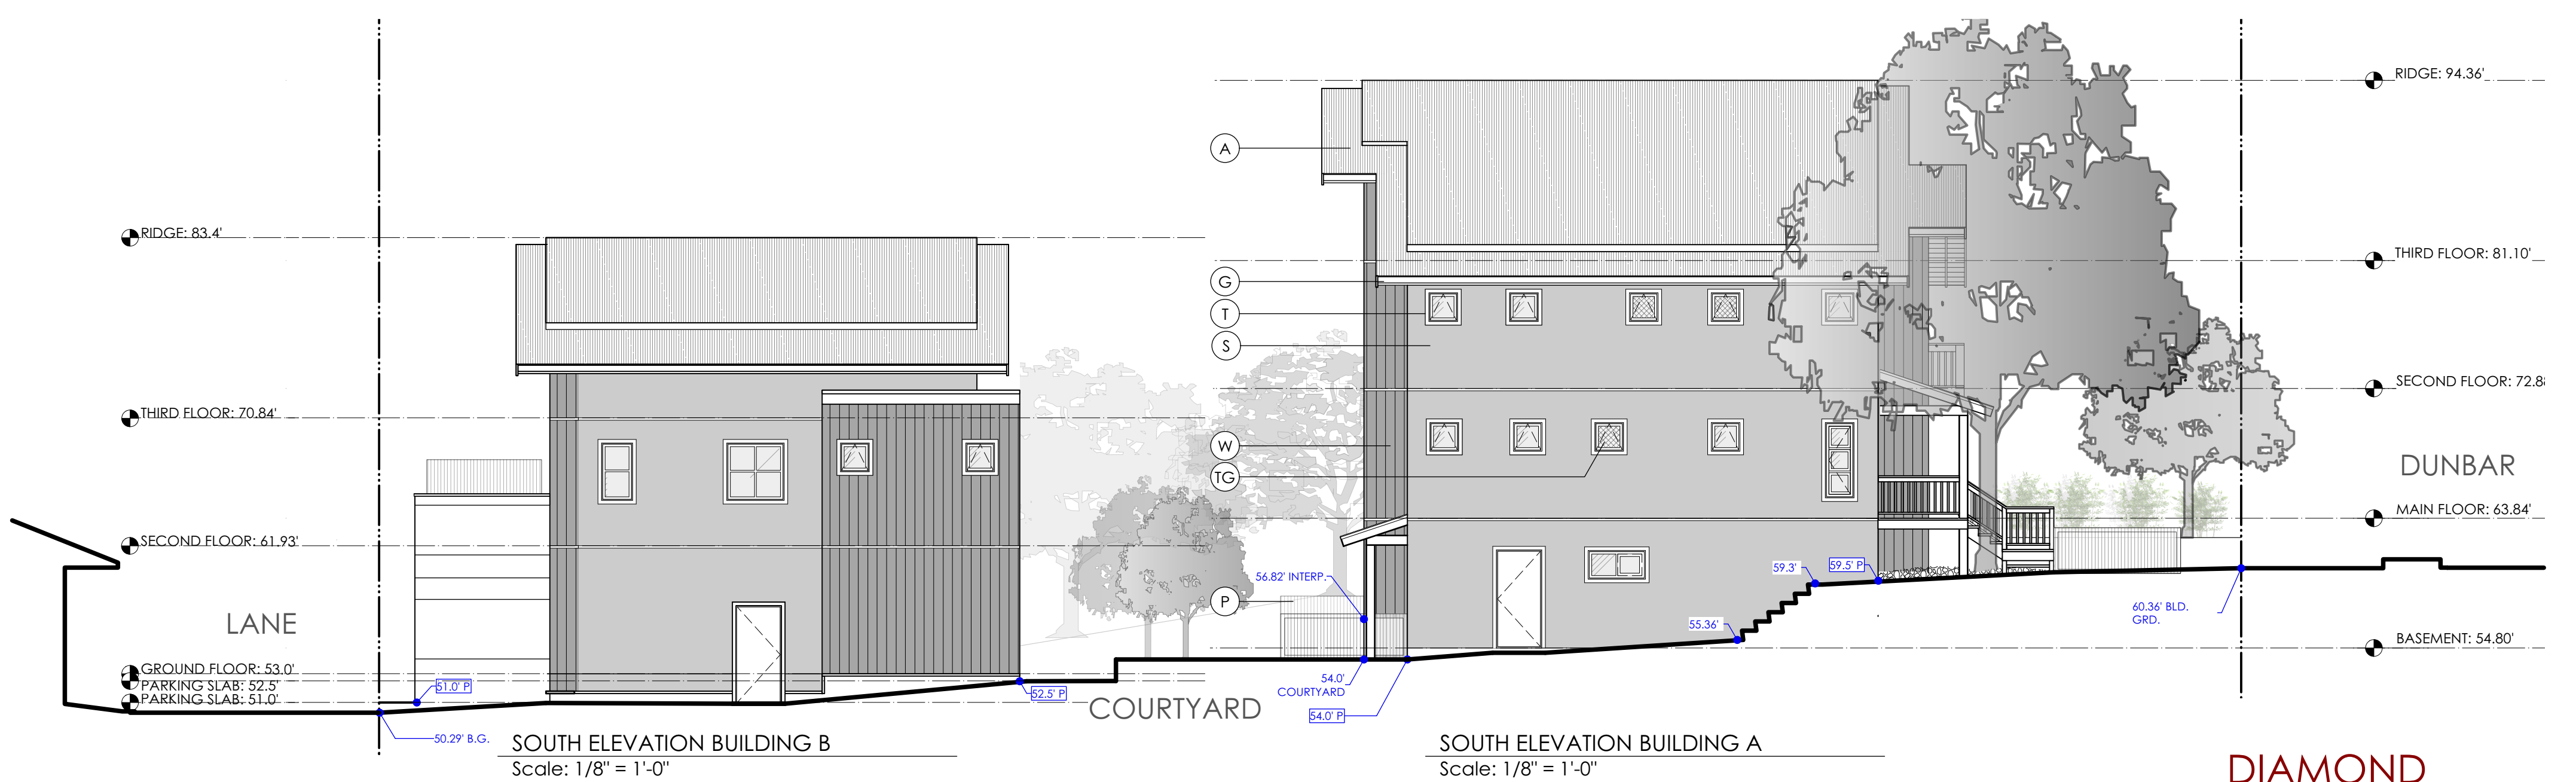 RIDGE: 94.36'
A
RIDGE: 83.4'
THIRD FLOOR: 81.10'
G
T
S
SECOND FLOOR: 72.8
THIRD FLOOR: 70.84'
W
TG
DUNBAR
MAIN FLOOR: 63.84'
SECOND FLOOR: 61.93'
56.82' INTERP.
59.3'
59.5' P
P
60.36' BLD.
GRD.
LANE
55.36'
BASEMENT: 54.80'
GROUND FLOOR: 53.0'
PARKING SLAB: 52.5'
PARKING SLAB: 51.0'
51.0' P
52.5' P
54.0'
COURTYARD
COURTYARD
54.0' P
50.29' B.G.
SOUTH ELEVATION BUILDING B
Scale: 1/8" = 1'-0"
SOUTH ELEVATION BUILDING A
Scale: 1/8" = 1'-0"
DIAMOND